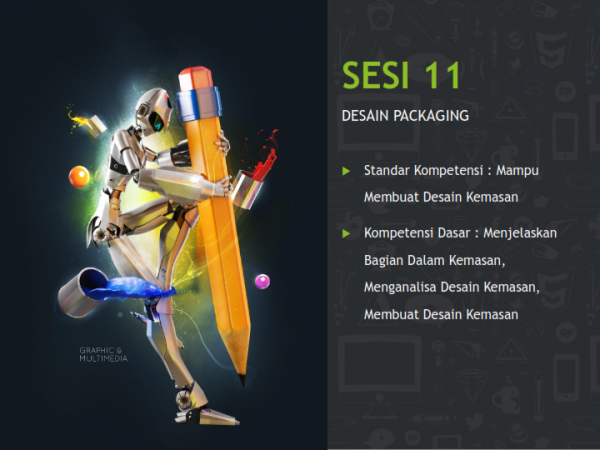 SESI 11
DESAIN PACKAGING
Standar Kompetensi : Mampu
Membuat Desain Kemasan
Kompetensi Dasar : Menjelaskan
Bagian Dalam Kemasan,
Menganalisa Desain Kemasan,
Membuat Desain Kemasan
GRAPHIC &
MULTIMEDIA